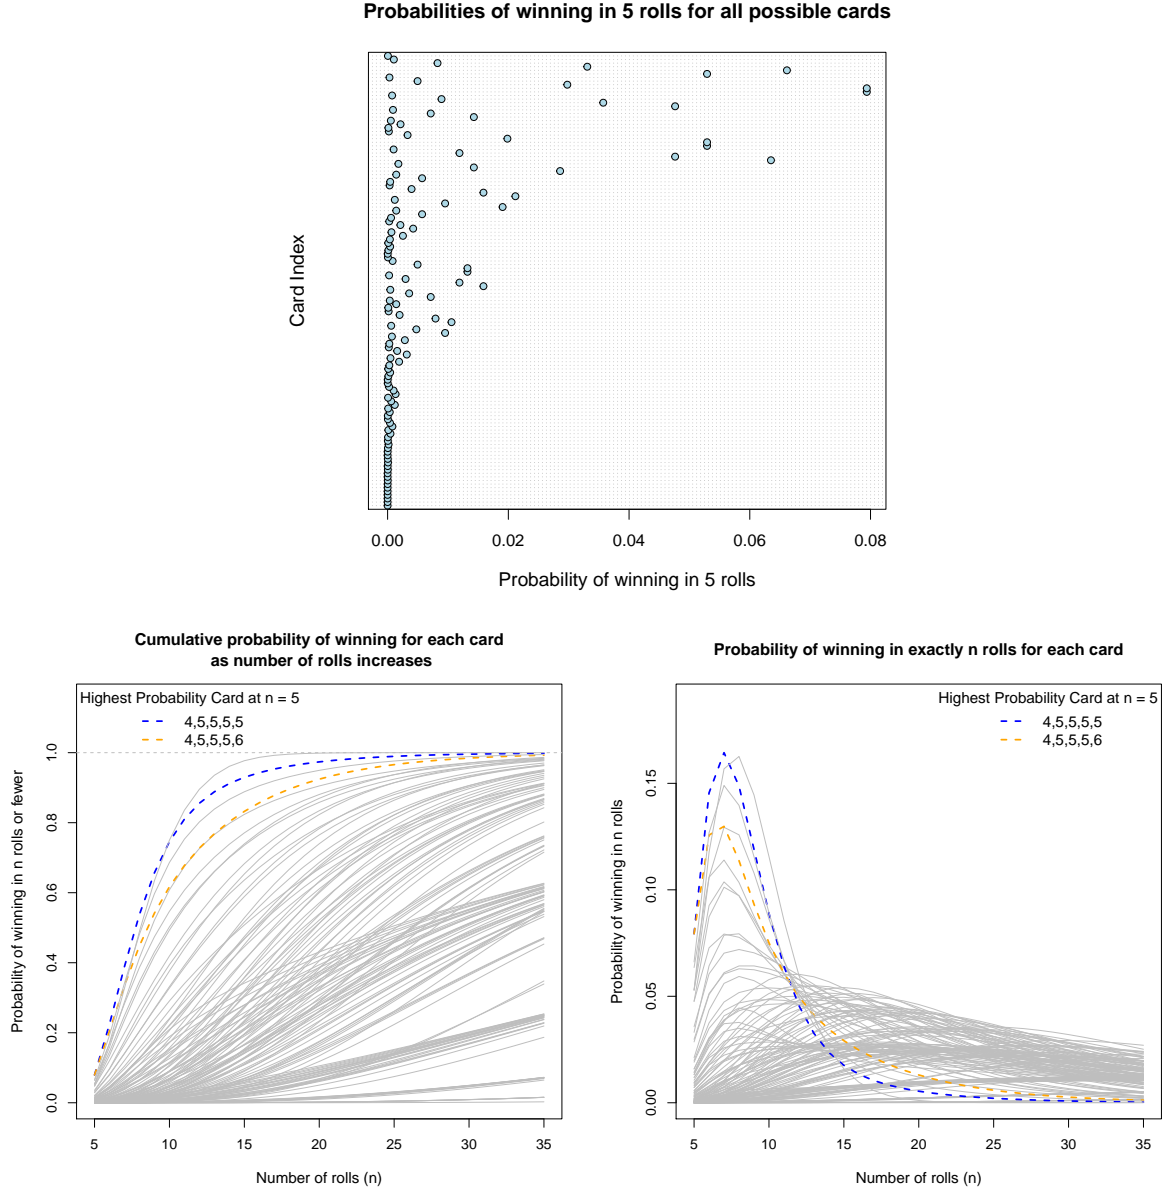 Probabilities of winning in 5 rolls for all possible cards
Card Index
0.00 0.02 0.04 0.06 0.08
Probability of winning in 5 rolls
Cumulative probability of winning for each card
as number of rolls increases
Highest Probability Card at n = 5
4,5,5,5,5
4,5,5,5,6
Probability of winning in n rolls or fewer
1.0
0.8
0.6
0.4
0.2
0.0
5 10 15 20 25 30 35
Number of rolls (n)
Probability of winning in exactly n rolls for each card
Highest Probability Card at n = 5
4,5,5,5,5
4,5,5,5,6
Probability of winning in n rolls
0.15
0.10
0.05
0.00
5 10 15 20 25 30 35
Number of rolls (n)